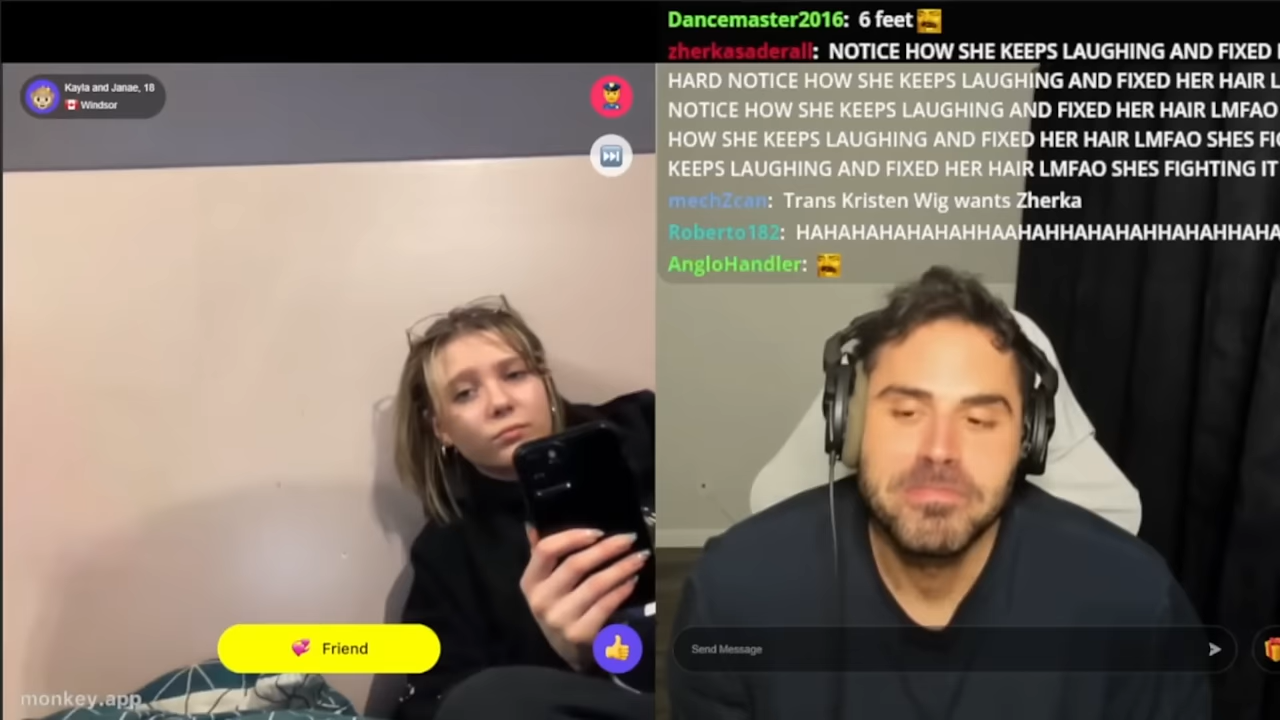 Kayla and Janae, 18
Windsor
Dancemaster2016: 6 feet
zherkasaderall: NOTICE HOW SHE KEEPS LAUGHING AND FIXED
HARD NOTICE HOW SHE KEEPS LAUGHING AND FIXED HER HAIR
NOTICE HOW SHE KEEPS LAUGHING AND FIXED HER HAIR LMFAO
HOW SHE KEEPS LAUGHING AND FIXED HER HAIR LMFAO SHES
KEEPS LAUGHING AND FIXED HER HAIR LMFAO SHES FIGHTING IT
mechZcan: Trans Kristen Wig wants Zherka
Roberto182: HAHAHAHAHAHAHHAAHAHHAHAHAHHAHAHHAHA
AngloHandler:
Friend
Send Message
monkey.app